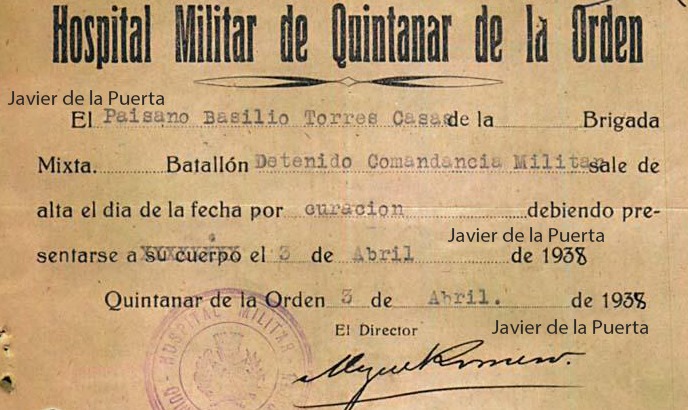 Hospital Militar de Quintanar de la Orden
Javier de la Puerta
El Paisano Basilio Torres Casas de la Brigada
Mixta. Batallón Detenido Comandancia Militar sale de
alta el dia de la fecha por curacion debiendo pre-
Javier de la Puerta
sentarse a su cuerpo el 3 de Abril de 1938
Quintanar de la Orden 3 de Abril. de 1938
El Director
Javier de la Puerta
HOSPITAL MILITAR
Miguel Romero.